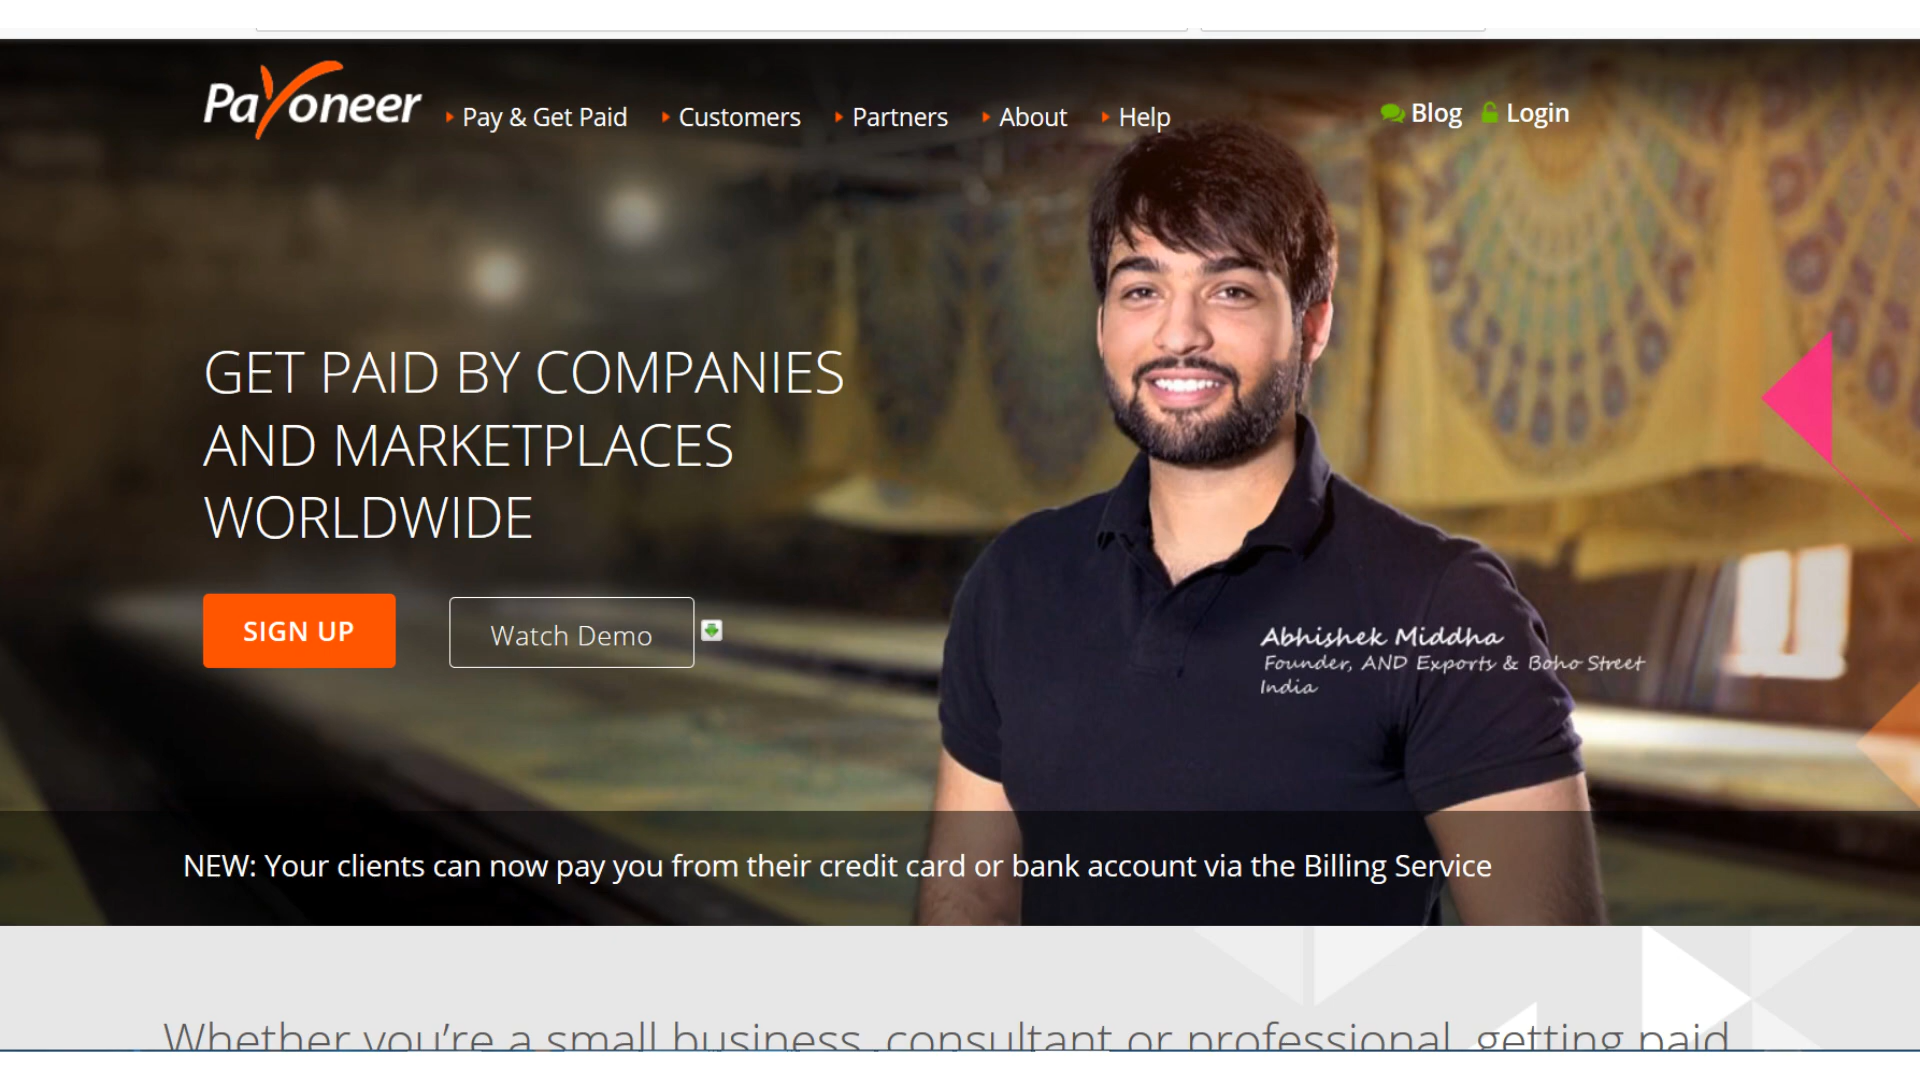 Payoneer
Pay & Get Paid Customers Partners About Help
Blog Login
GET PAID BY COMPANIES
AND MARKETPLACES
WORLDWIDE
SIGN UP
Watch Demo
Abhishek Middha
Founder, AND Exports & Boho Street
India
NEW: Your clients can now pay you from their credit card or bank account via the Billing Service
Whether you're a small business, consultant or professional, getting paid